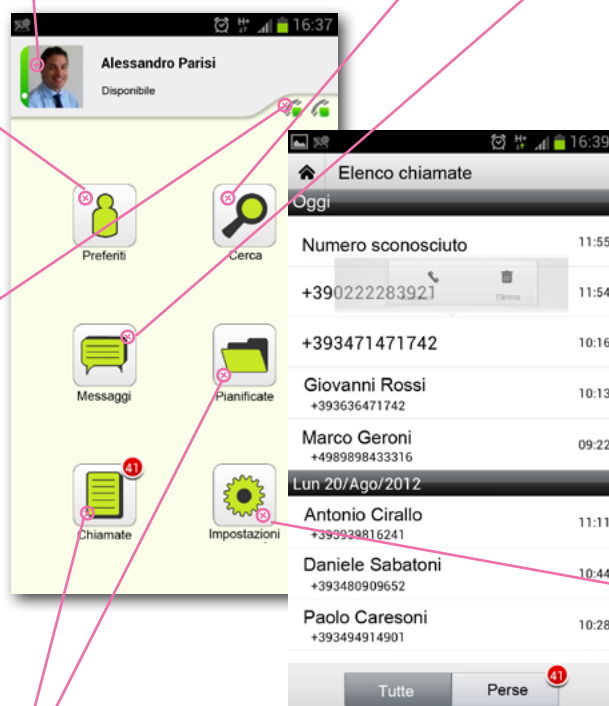 16:37
Alessandro Parisi
Disponibile
Preferiti
Cerca
Messaggi
Pianificate
41
Chiamate
Impostazioni
16:39
Elenco chiamate
Oggi
Numero sconosciuto
11:55
+390222283921
Elimina
11:54
+393471471742
10:16
Giovanni Rossi
10:13
+393636471742
Marco Geroni
09:22
+4989898433316
Lun 20/Ago/2012
Antonio Cirallo
11:11
+393939816241
Daniele Sabatoni
10:44
+393480909652
Paolo Caresoni
10:28
+393494914901
Tutte
Perse
41